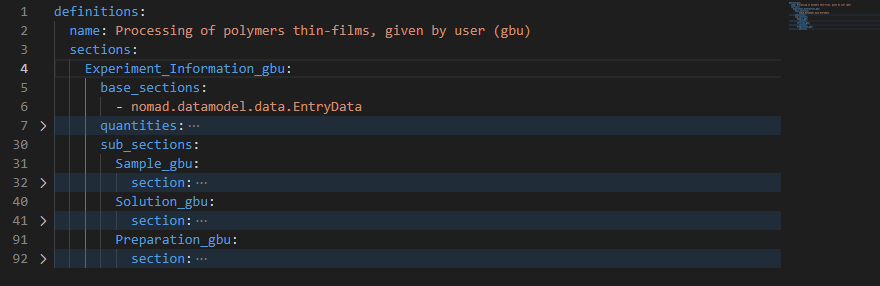 1 definitions:
2   name: Processing of polymers thin-films, given by user (gbu)
3   sections:
4     Experiment_Information_gbu:
5       base_sections:
6         - nomad.datamodel.data.EntryData
7       quantities: ···
30       sub_sections:
31         Sample_gbu:
32           section: ···
40         Solution_gbu:
41           section: ···
91         Preparation_gbu:
92           section: ···